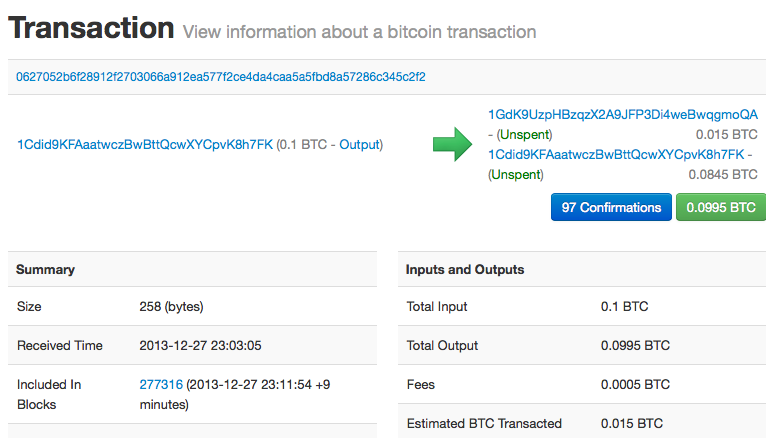 Transaction View information about a bitcoin transaction
0627052b6f28912f2703066a912ea577f2ce4da4caa5a5fbd8a57286c345c2f2
1Cdid9KFAaatwczBwBttQcwXYCpvK8h7FK (0.1 BTC - Output)
1GdK9UzpHBzqzX2A9JFP3Di4weBwqgmoQA
- (Unspent) 0.015 BTC
1Cdid9KFAaatwczBwBttQcwXYCpvK8h7FK -
(Unspent) 0.0845 BTC
97 Confirmations 0.0995 BTC
Summary
Size 258 (bytes)
Received Time 2013-12-27 23:03:05
Included In 277316 (2013-12-27 23:11:54 +9
Blocks minutes)
Inputs and Outputs
Total Input 0.1 BTC
Total Output 0.0995 BTC
Fees 0.0005 BTC
Estimated BTC Transacted 0.015 BTC